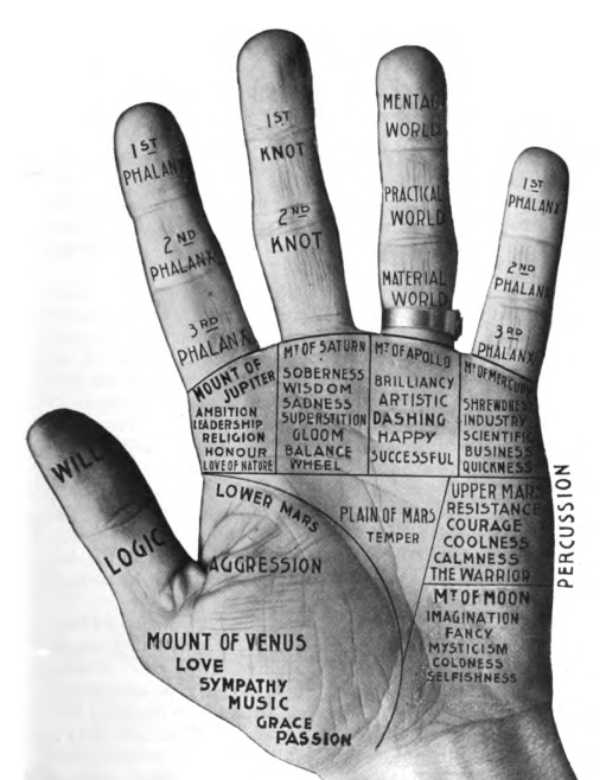 1ST
PHALANX
2ND
PHALANX
3RD
PHALANX
1ST
KNOT
2ND
KNOT
MENTAL
WORLD
PRACTICAL
WORLD
MATERIAL
WORLD
1ST
PHALANX
2ND
PHALANX
3RD
PHALANX
MOUNT OF
JUPITER
AMBITION
LEADERSHIP
RELIGION
HONOUR
LOVE OF NATURE
MT OF SATURN
SOBERNESS
WISDOM
SADNESS
SUPERSTITION
GLOOM
BALANCE
WHEEL
MT OF APOLLO
BRILLIANCY
ARTISTIC
DASHING
HAPPY
SUCCESSFUL
MT OF MERCURY
SHREWDNESS
INDUSTRY
SCIENTIFIC
BUSINESS
QUICKNESS
WILL
LOGIC
LOWER MARS
AGGRESSION
PLAIN OF MARS
TEMPER
UPPER MARS
RESISTANCE
COURAGE
COOLNESS
CALMNESS
THE WARRIOR
PERCUSSION
MT OF MOON
IMAGINATION
FANCY
MYSTICISM
COLDNESS
SELFISHNESS
MOUNT OF VENUS
LOVE
SYMPATHY
MUSIC
GRACE
PASSION